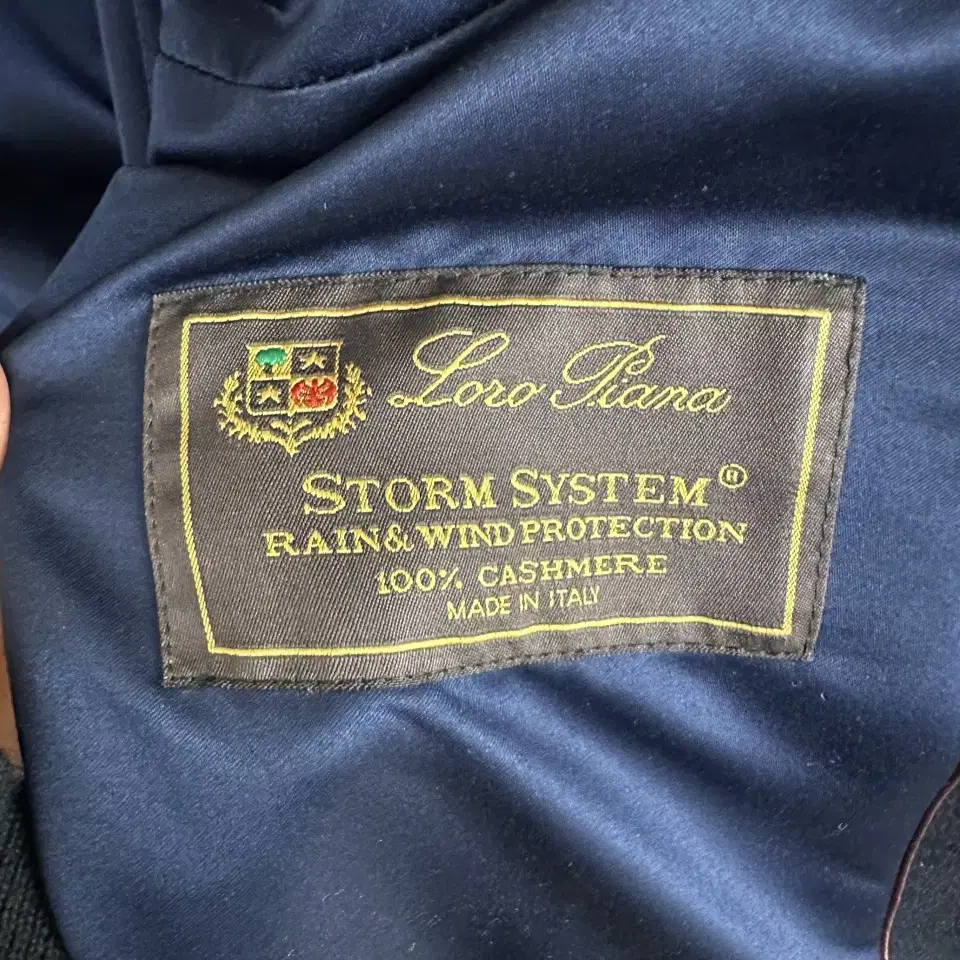 Loro Piana
STORM SYSTEM®
RAIN & WIND PROTECTION
100% CASHMERE
MADE IN ITALY